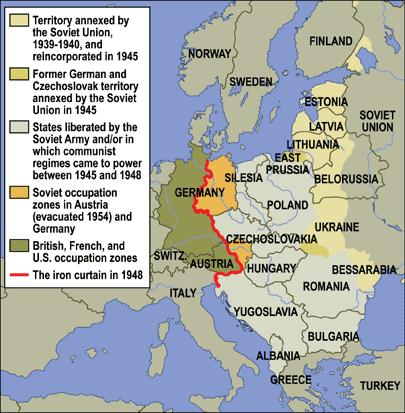 Territory annexed by
the Soviet Union,
1939-1940, and
reincorporated in 1945
Former German and
Czechoslovak territory
annexed by the Soviet
Union in 1945
States liberated by the
Soviet Army and/or in
which communist
regimes came to power
between 1945 and 1948
Soviet occupation
zones in Austria
(evacuated 1954) and
Germany
British, French, and
U.S. occupation zones
The iron curtain in 1948
NORWAY
SWEDEN
FINLAND
ESTONIA
LATVIA
LITHUANIA
SOVIET
UNION
EAST
PRUSSIA
BELORUSSIA
SILESIA
GERMANY
POLAND
UKRAINE
CZECHOSLOVAKIA
SWITZ.
AUSTRIA
HUNGARY
BESSARABIA
ROMANIA
ITALY
YUGOSLAVIA
BULGARIA
ALBANIA
GREECE
TURKEY